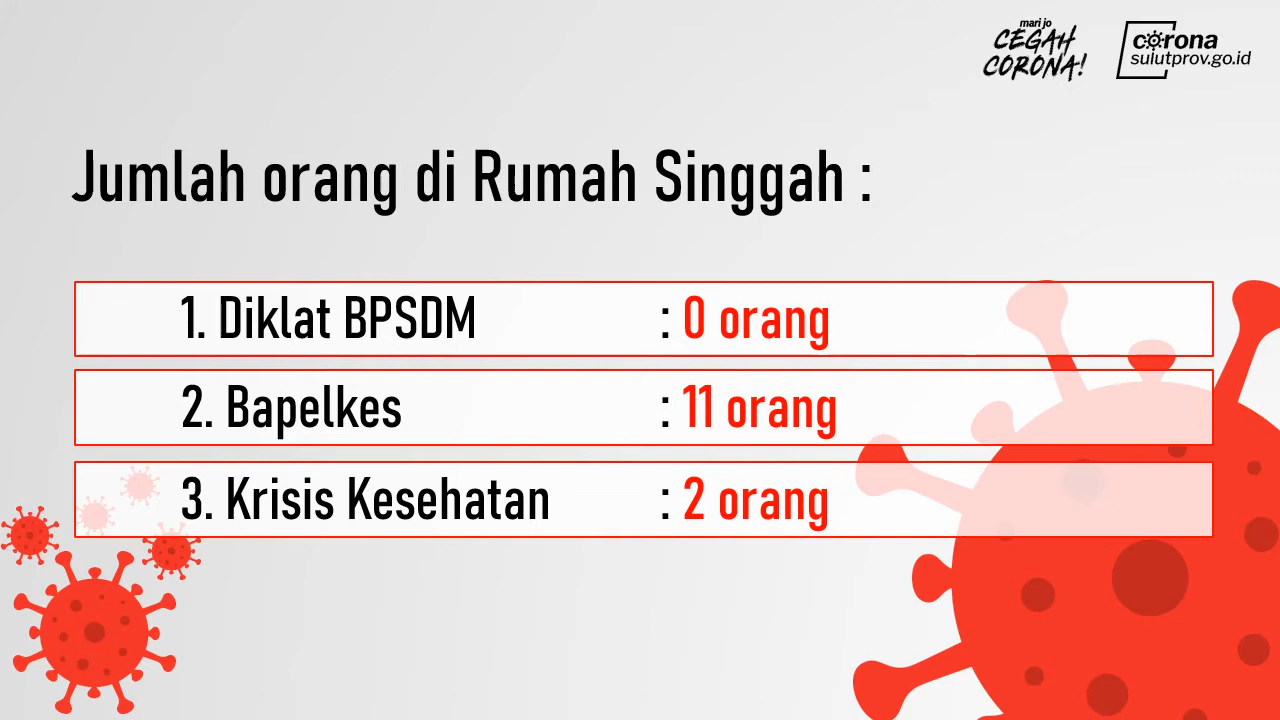 mari jo
CEGAH
CORONA!
corona
sulutprov.go.id
Jumlah orang di Rumah Singgah :
1. Diklat BPSDM : 0 orang
2. Bapelkes : 11 orang
3. Krisis Kesehatan : 2 orang